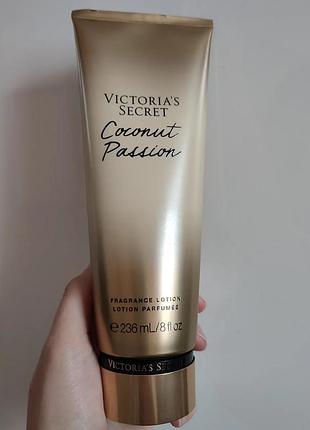 VICTORIA'S
SECRET
Coconut
Passion
FRAGRANCE LOTION
LOTION PARFUMÉE
℮ 236 mL/8 fl oz
VICTORIA'S SECRET